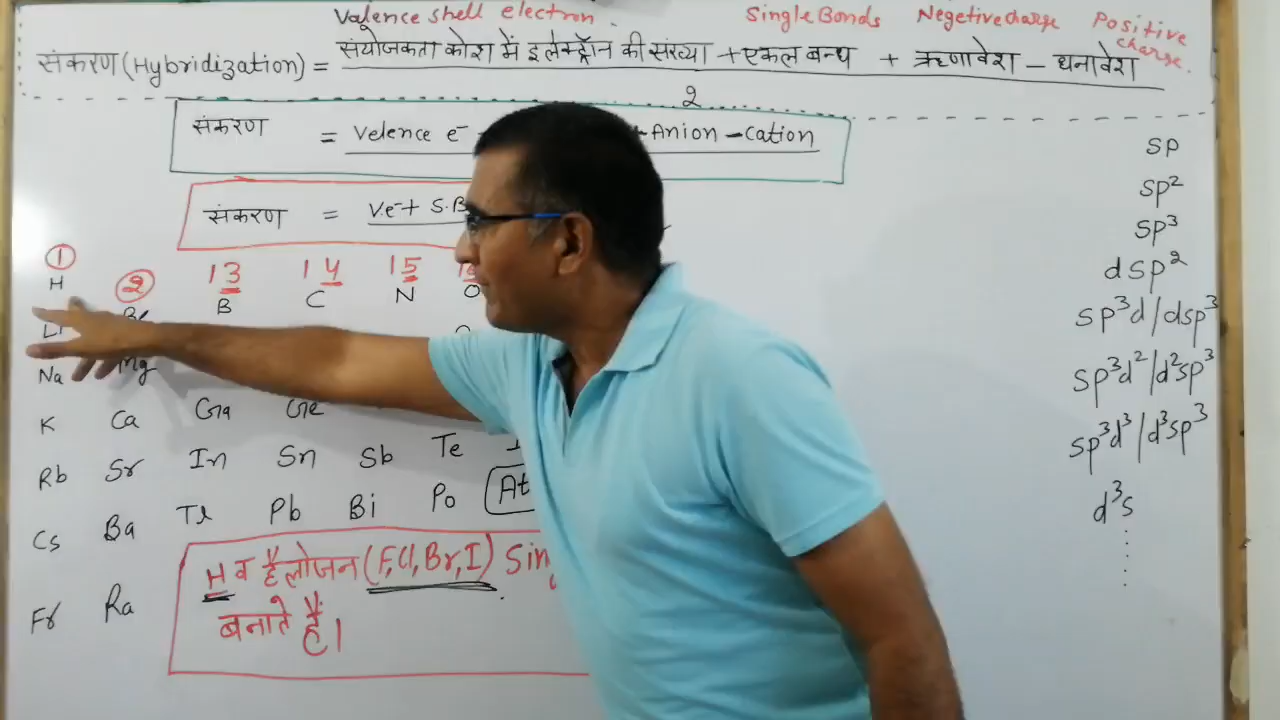 Valence shell electron. Single Bonds Negetive charge Positive charge.
संकरण (Hybridization) = संयोजकता कोश में इलेक्ट्रॉन की संख्या + एकल बन्ध + ऋणावेश - धनावेश
2
संकरण = Velence e⁻ + Anion - Cation
संकरण = V.e⁻ + S.B
1 2 13 14 15
H Be B C N O
Li
Na Mg
K Ca Ga Ge
Rb Sr In Sn Sb Te I
Cs Ba Tl Pb Bi Po At
Fr Ra
H व हैलोजन (F, Cl, Br, I)
बनाते हैं।
sp
sp²
sp³
dsp²
sp³d/dsp³
sp³d²/d²sp³
sp³d³/d³sp³
d³s